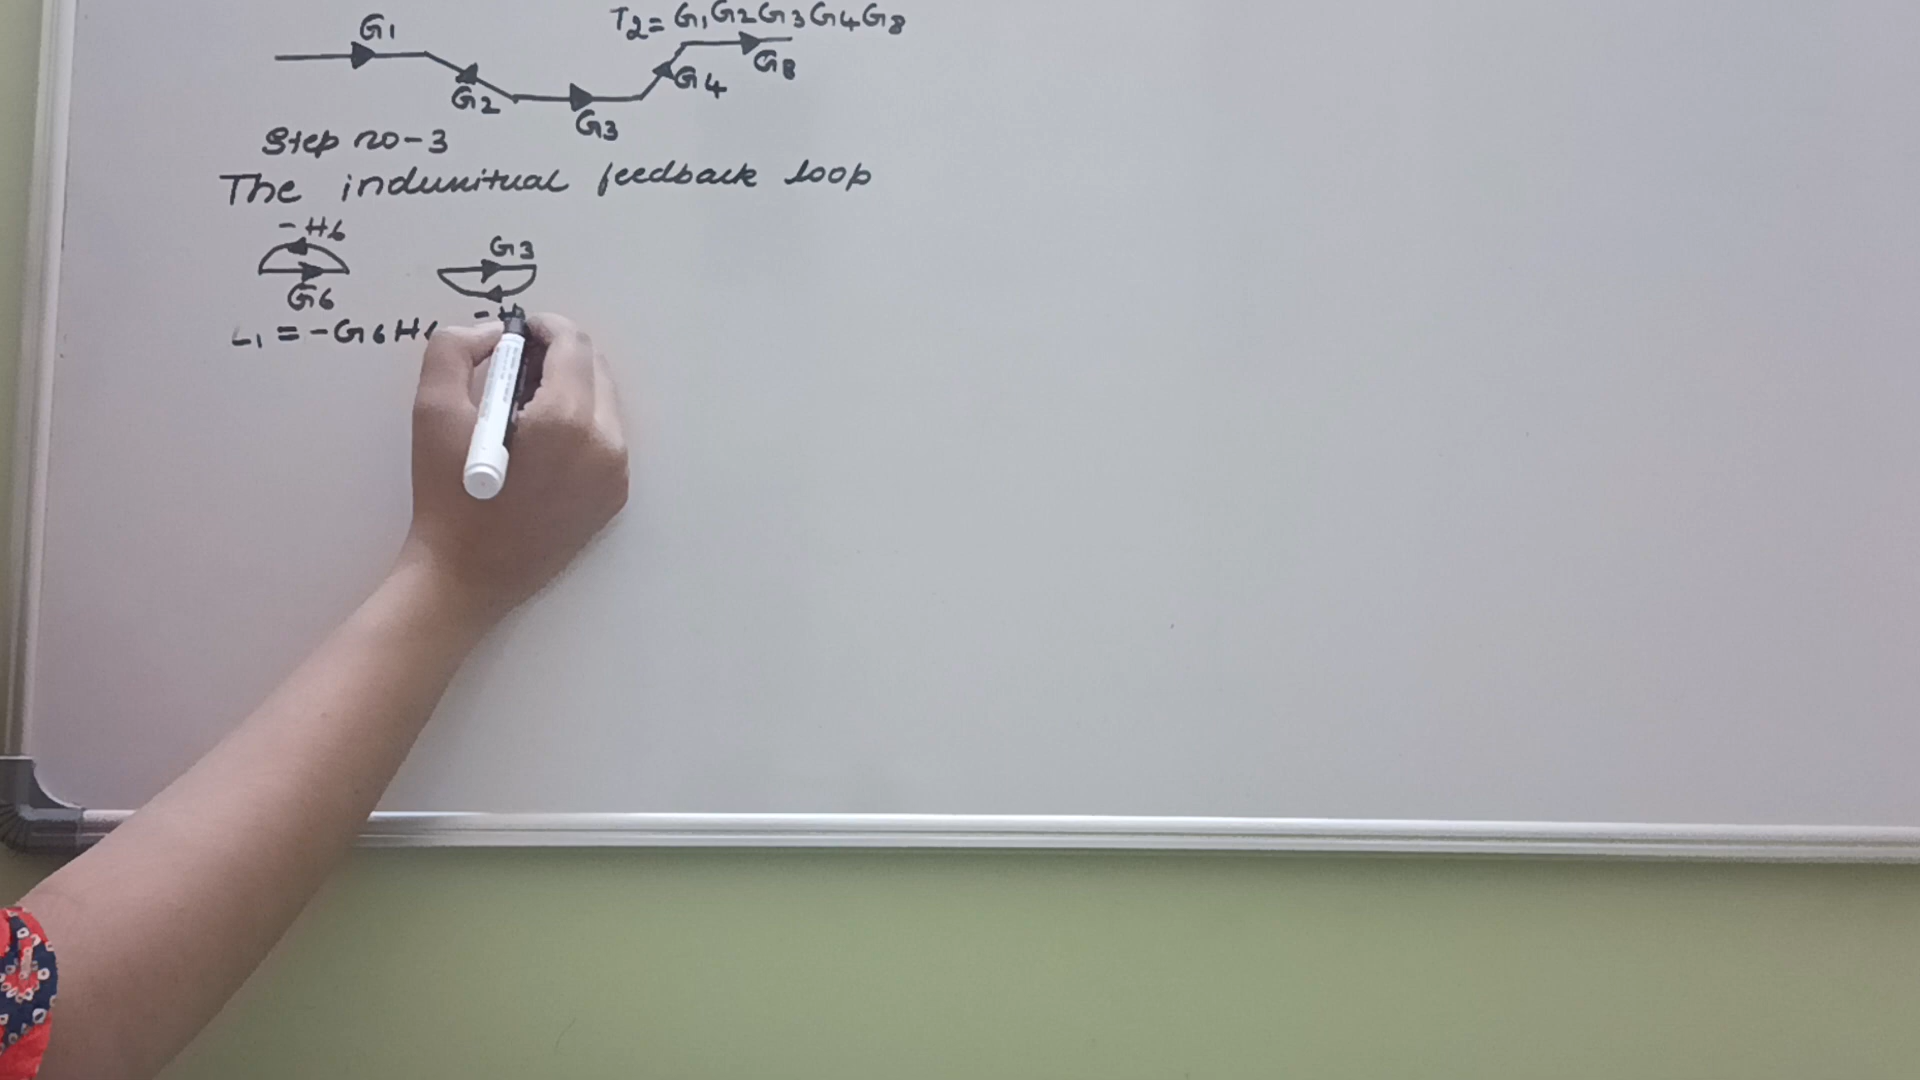 G1
T2 = G1G2G3G4G8
G8
G4
G2
G3
Step no-3
The indunitual feedback loop
-H6
G3
G6
L1 = -G6H6